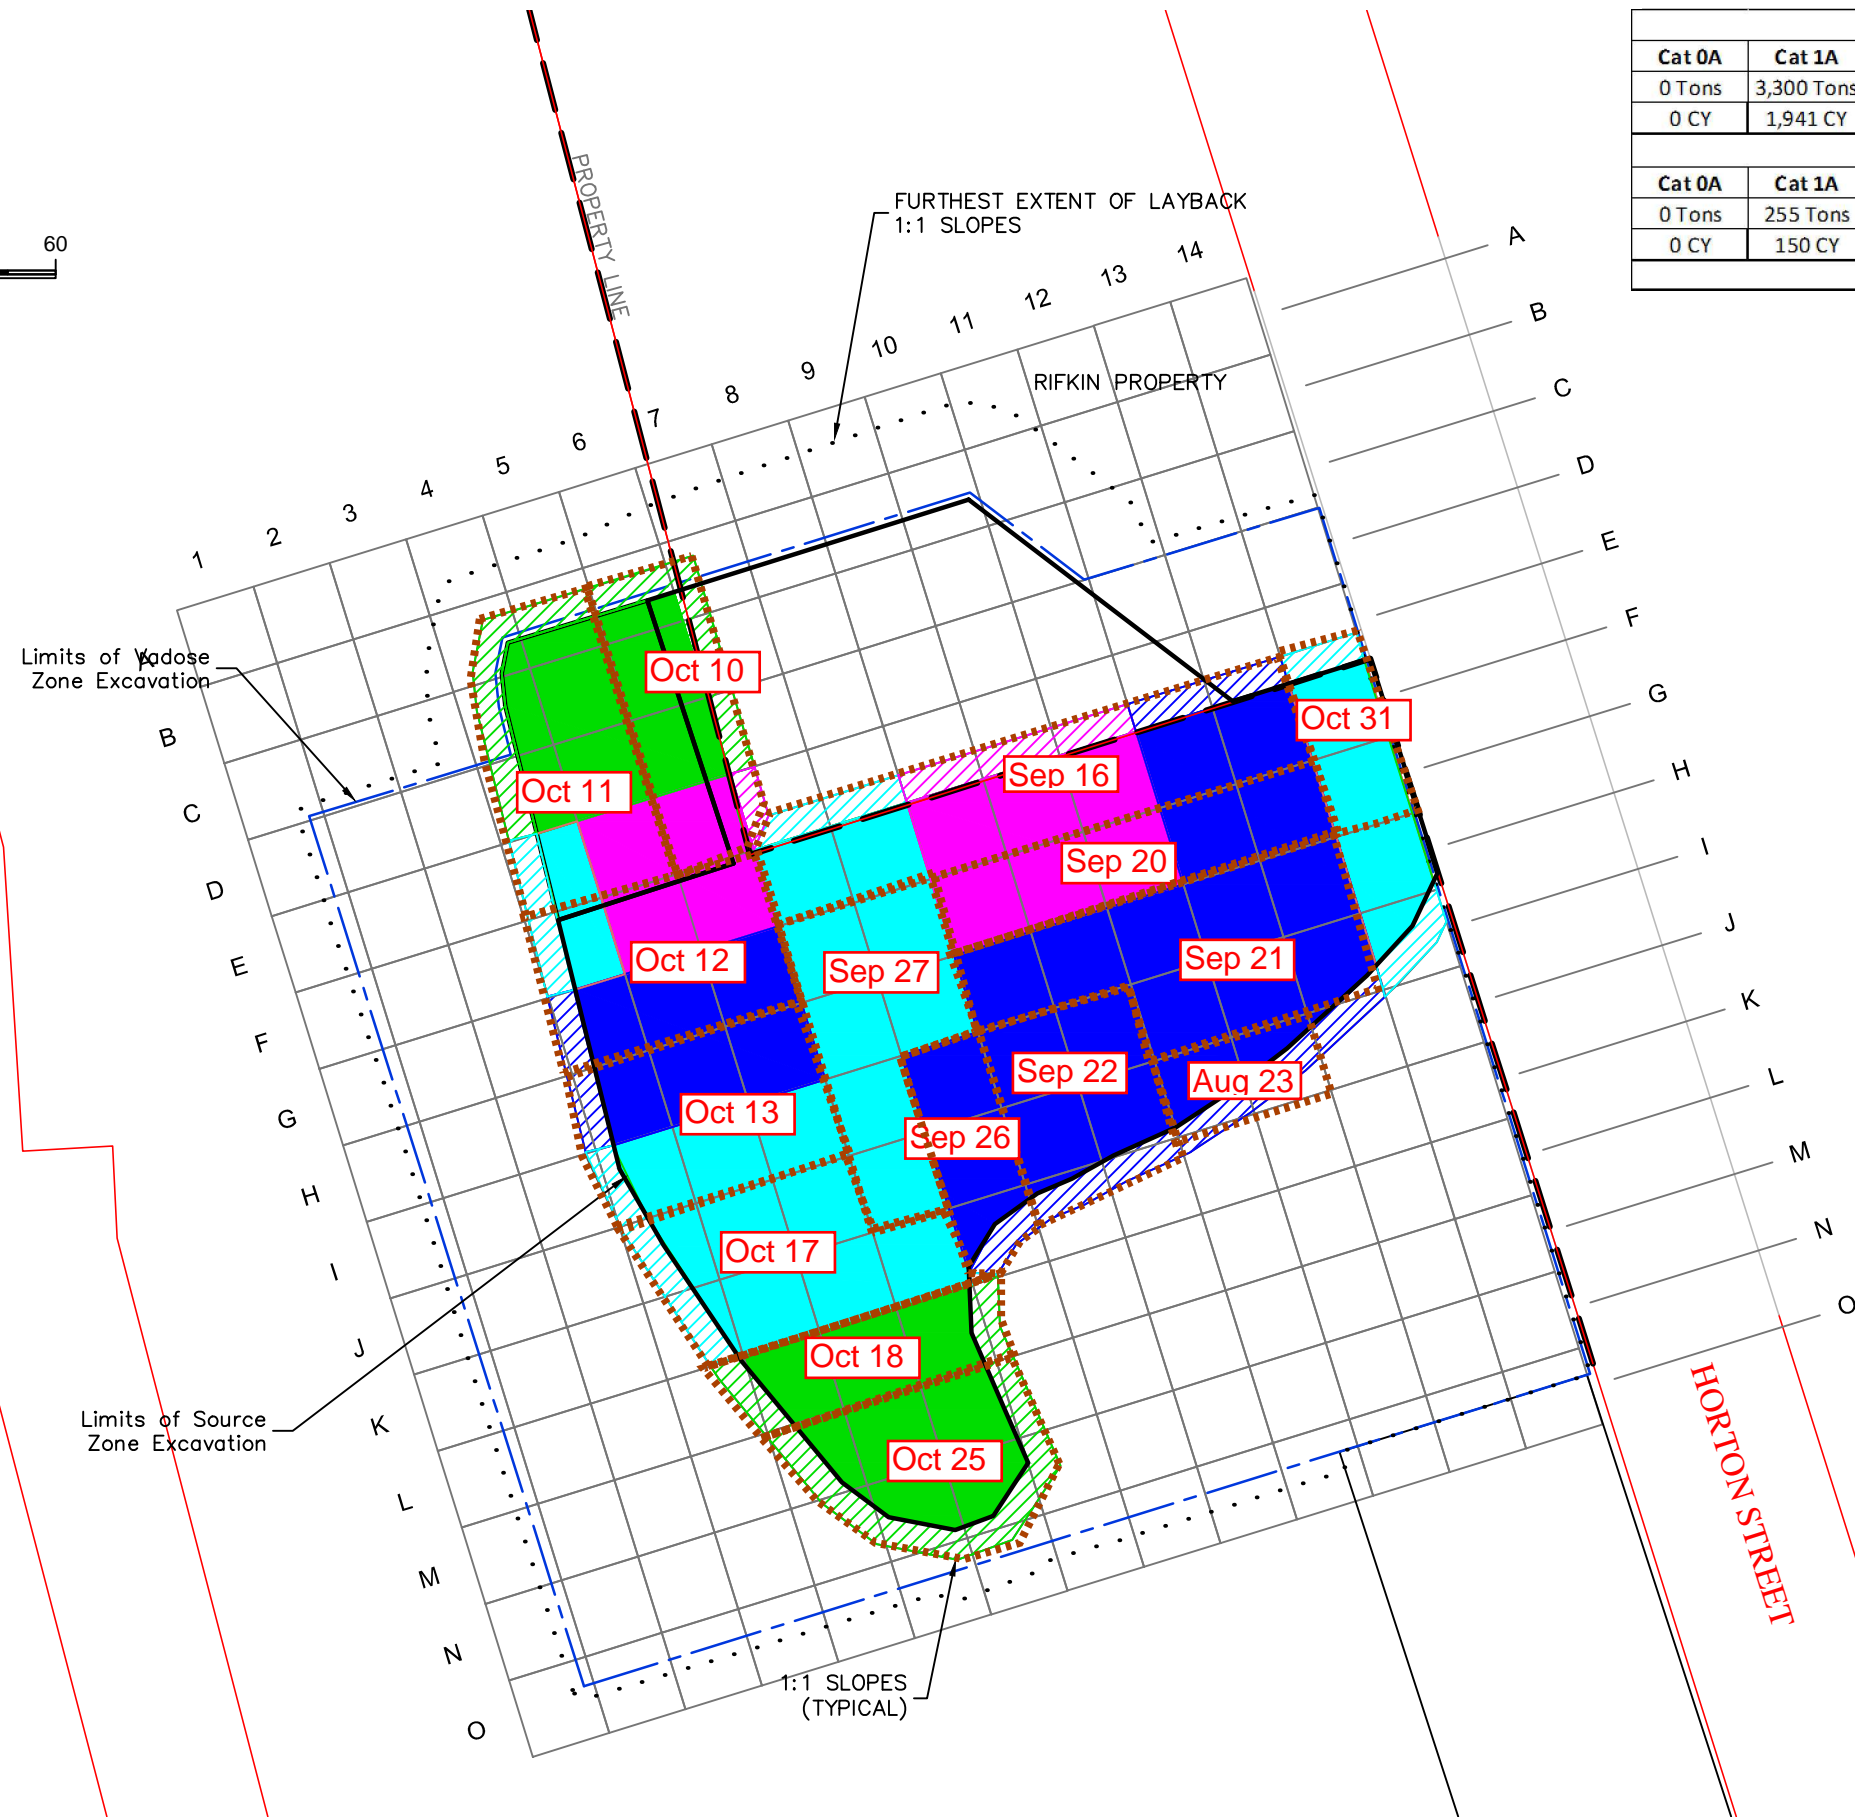 Cat 0A Cat 1A
0 Tons 3,300 Tons
0 CY 1,941 CY
Cat 0A Cat 1A
0 Tons 255 Tons
0 CY 150 CY
60
PROPERTY LINE
FURTHEST EXTENT OF LAYBACK
1:1 SLOPES
RIFKIN PROPERTY
1
2
3
4
5
6
7
8
9
10
11
12
13
14
A
B
C
D
E
F
G
H
I
J
K
L
M
N
O
Limits of Vadose
Zone Excavation
A
B
C
D
E
F
G
H
I
J
K
L
M
N
O
Oct 10
Oct 11
Oct 31
Sep 16
Sep 20
Oct 12
Sep 27
Sep 21
Sep 22
Aug 23
Oct 13
Sep 26
Oct 17
Oct 18
Oct 25
Limits of Source
Zone Excavation
1:1 SLOPES
(TYPICAL)
HORTON STREET